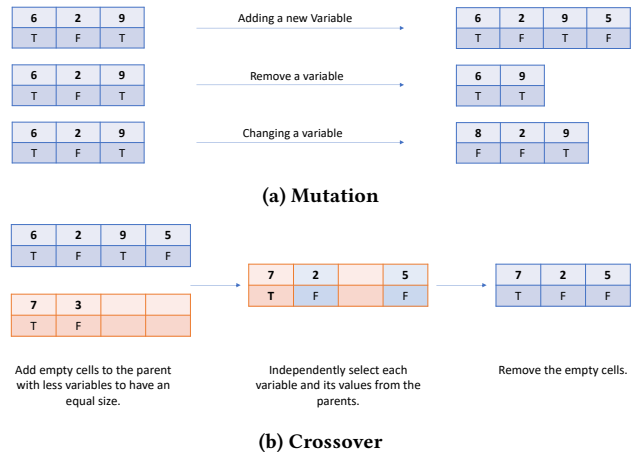 6 2 9 Adding a new Variable 6 2 9 5
T F T T F T F
6 2 9 Remove a variable 6 9
T F T T T
6 2 9 Changing a variable 8 2 9
T F T F F T
(a) Mutation
6 2 9 5
T F T F
7 2 5 7 2 5
T F F T F F
7 3
T F
Add empty cells to the parent
with less variables to have an
equal size.
Independently select each
variable and its values from the
parents.
Remove the empty cells.
(b) Crossover